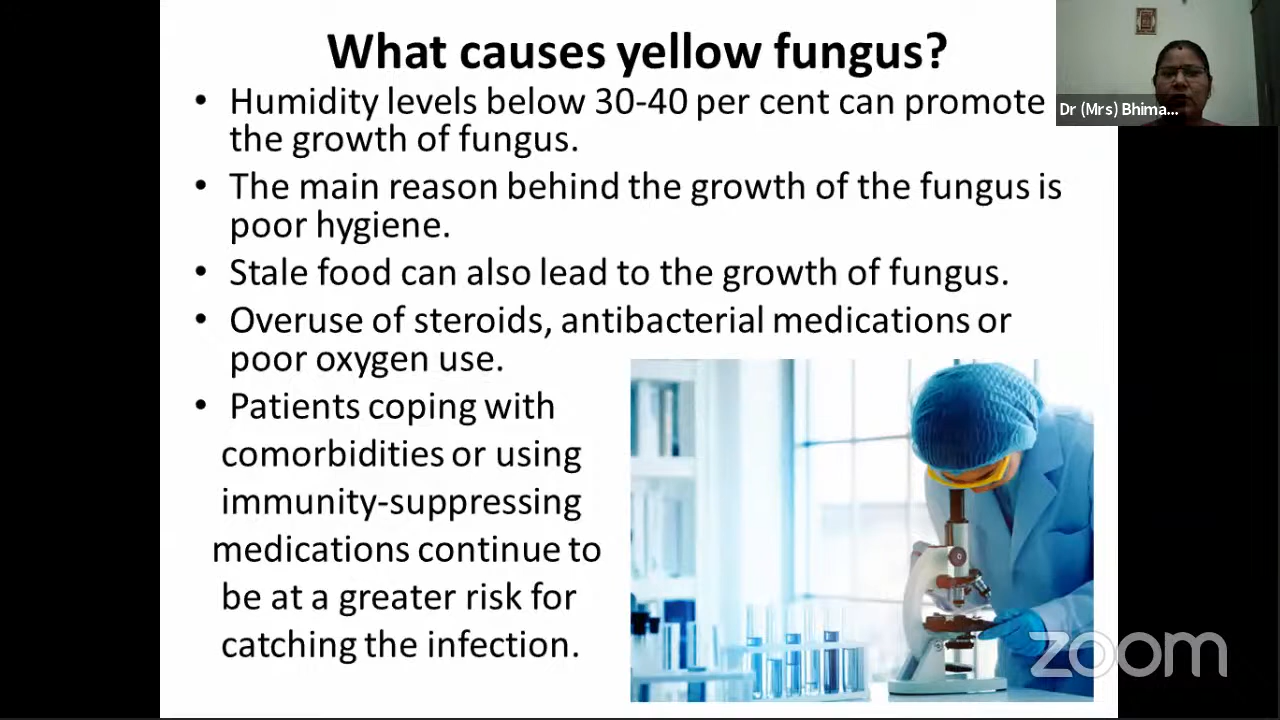 What causes yellow fungus?
• Humidity levels below 30-40 per cent can promote
the growth of fungus.
• The main reason behind the growth of the fungus is
poor hygiene.
• Stale food can also lead to the growth of fungus.
• Overuse of steroids, antibacterial medications or
poor oxygen use.
• Patients coping with
comorbidities or using
immunity-suppressing
medications continue to
be at a greater risk for
catching the infection.
Dr (Mrs) Bhima...
zoom